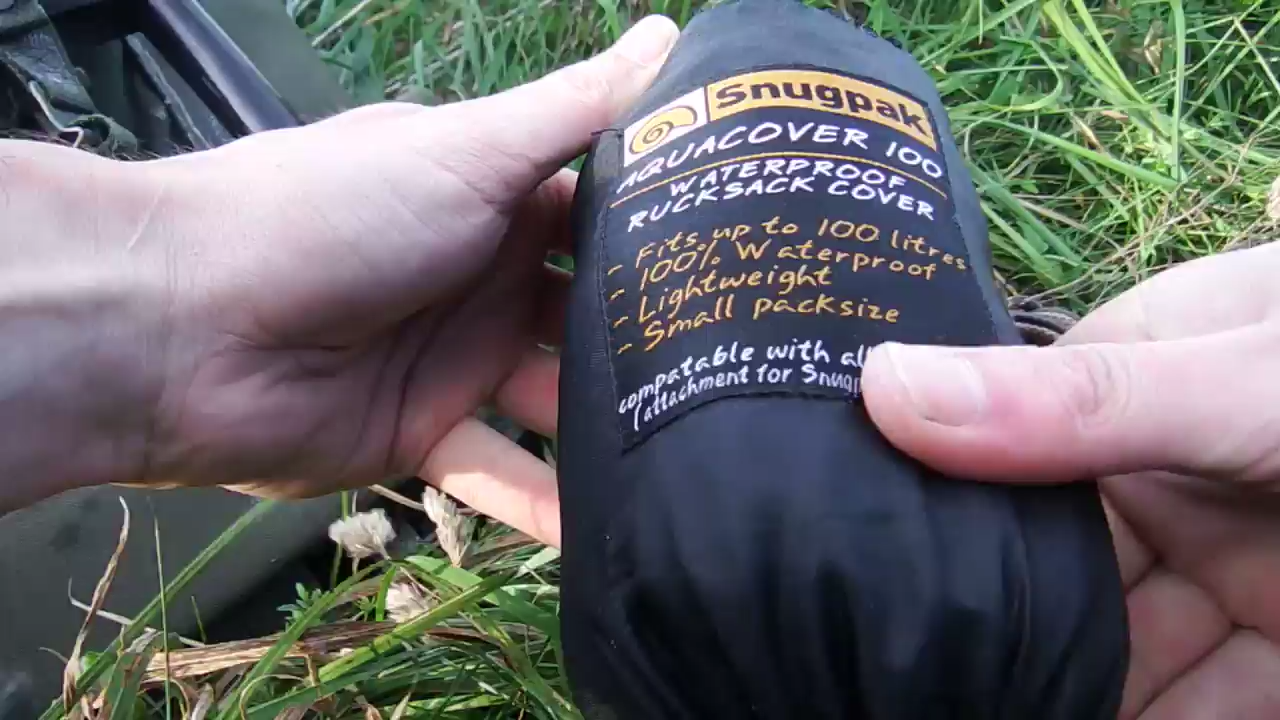 Snugpak
AQUACOVER 100
WATERPROOF
RUCKSACK COVER
- Fits up to 100 litres
- 100% Waterproof
- Lightweight
- Small packsize
compatable with all
(attachment for